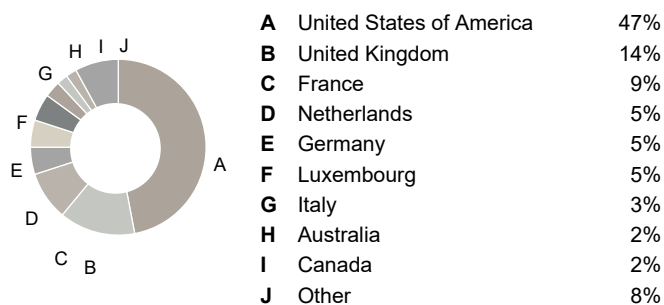 H I J
G
F
E
D
C B
A
A United States of America 47%
B United Kingdom 14%
C France 9%
D Netherlands 5%
E Germany 5%
F Luxembourg 5%
G Italy 3%
H Australia 2%
I Canada 2%
J Other 8%